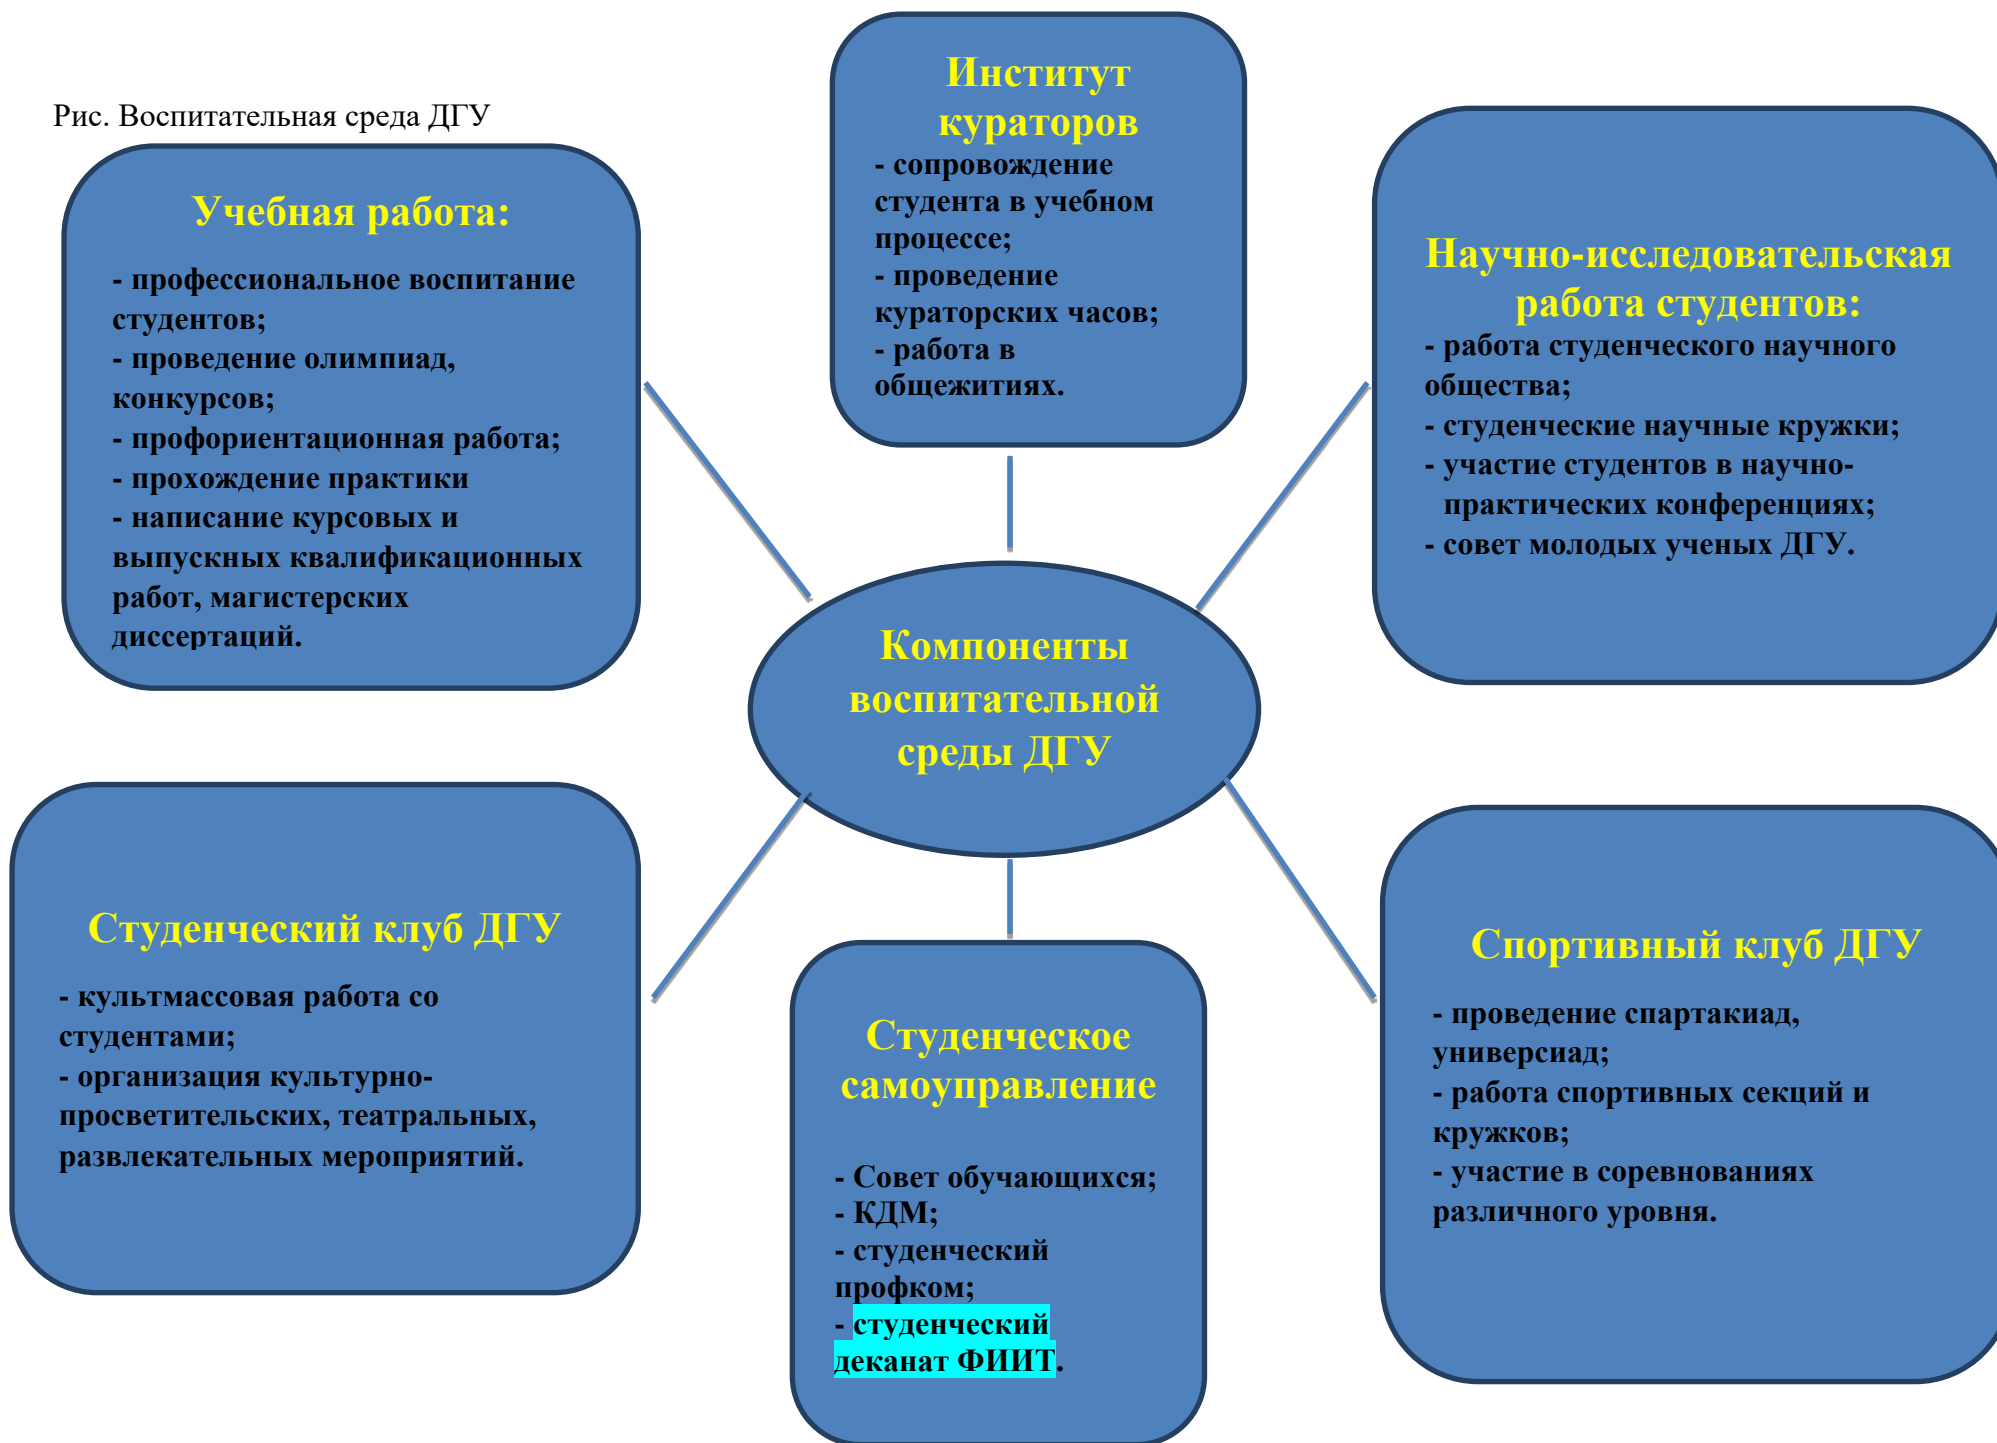 Рис. Воспитательная среда ДГУ
Учебная работа:
- профессиональное воспитание
студентов;
- проведение олимпиад,
конкурсов;
- профориентационная работа;
- прохождение практики
- написание курсовых и
выпускных квалификационных
работ, магистерских
диссертаций.
Институт
кураторов
- сопровождение
студента в учебном
процессе;
- проведение
кураторских часов;
- работа в
общежитиях.
Научно-исследовательская
работа студентов:
- работа студенческого научного
общества;
- студенческие научные кружки;
- участие студентов в научно-
практических конференциях;
- совет молодых ученых ДГУ.
Компоненты
воспитательной
среды ДГУ
Студенческий клуб ДГУ
- культмассовая работа со
студентами;
- организация культурно-
просветительских, театральных,
развлекательных мероприятий.
Студенческое
самоуправление
- Совет обучающихся;
- КДМ;
- студенческий
профком;
- студенческий
деканат ФИИТ.
Спортивный клуб ДГУ
- проведение спартакиад,
универсиад;
- работа спортивных секций и
кружков;
- участие в соревнованиях
различного уровня.